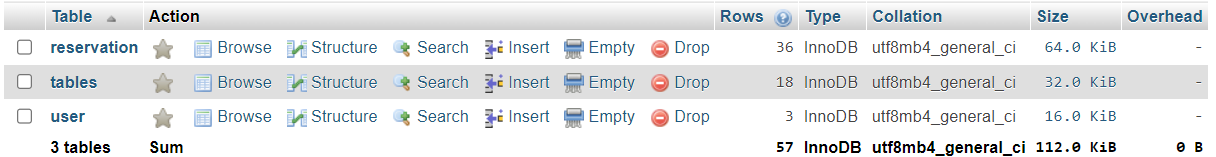 Table Action Rows Type Collation Size Overhead
reservation Browse Structure Search Insert Empty Drop 36 InnoDB utf8mb4_general_ci 64.0 KiB -
tables Browse Structure Search Insert Empty Drop 18 InnoDB utf8mb4_general_ci 32.0 KiB -
user Browse Structure Search Insert Empty Drop 3 InnoDB utf8mb4_general_ci 16.0 KiB -
3 tables Sum 57 InnoDB utf8mb4_general_ci 112.0 KiB 0 B